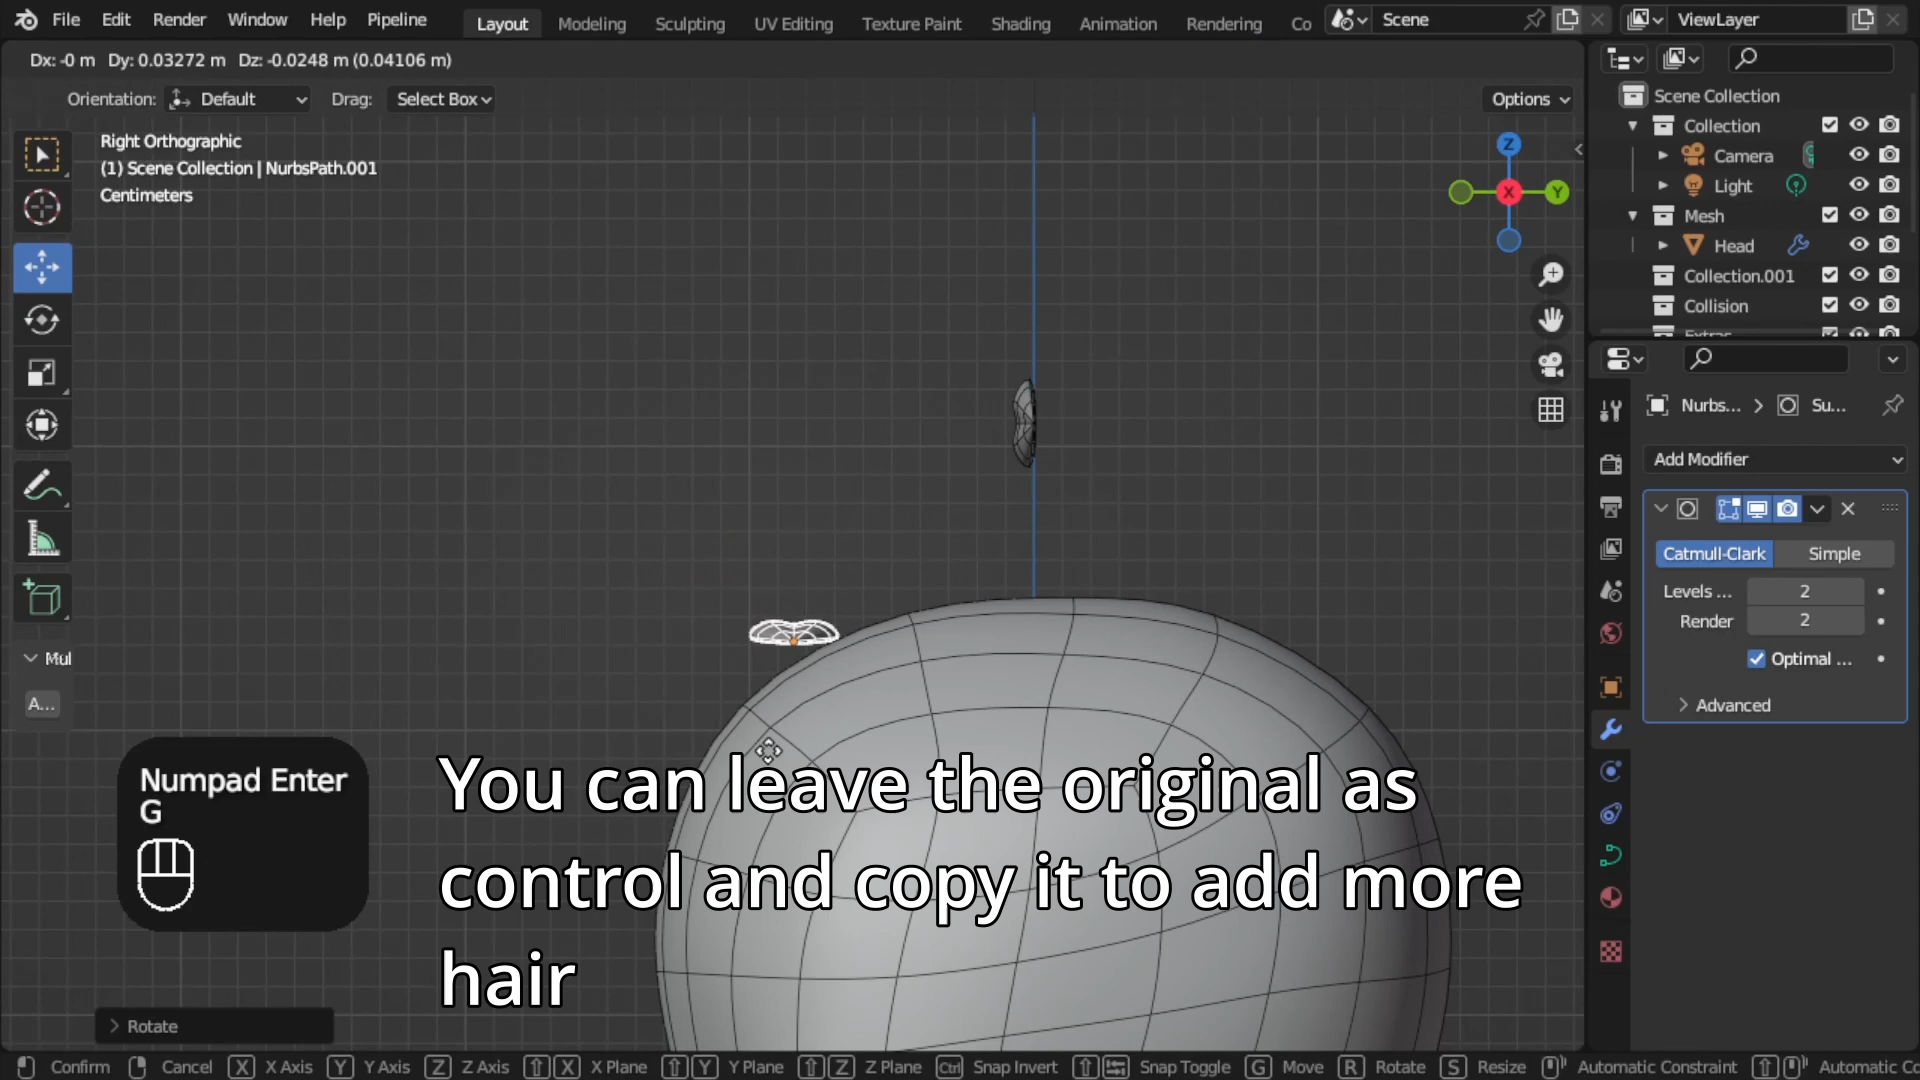 File Edit Render Window Help Pipeline Layout Modeling Sculpting UV Editing Texture Paint Shading Animation Rendering Co Scene ViewLayer
Dx: -0 m Dy: 0.03272 m Dz: -0.0248 m (0.04106 m)
Orientation: Default Drag: Select Box Options
Right Orthographic
(1) Scene Collection | NurbsPath.001
Centimeters
Z
X
Y
Scene Collection
Collection
Camera
Light
Mesh
Head
Collection.001
Collision
Extras
Nurbs... Su...
Add Modifier
Catmull-Clark Simple
Levels ... 2
Render 2
Optimal ...
Advanced
Mul
A...
Numpad Enter
G
You can leave the original as
control and copy it to add more
hair
Rotate
Confirm Cancel X X Axis Y Y Axis Z Z Axis X X Plane Y Y Plane Z Z Plane Ctrl Snap Invert Snap Toggle G Move R Rotate S Resize Automatic Constraint Automatic Co